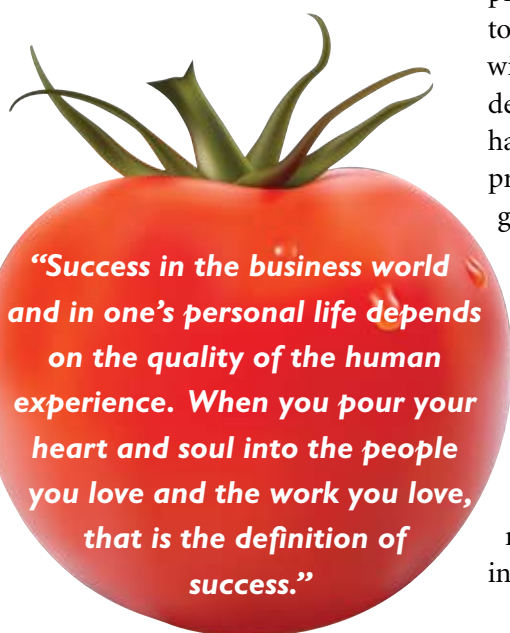 “Success in the business world
and in one’s personal life depends
on the quality of the human
experience. When you pour your
heart and soul into the people
you love and the work you love,
that is the definition of
success.”
to
in